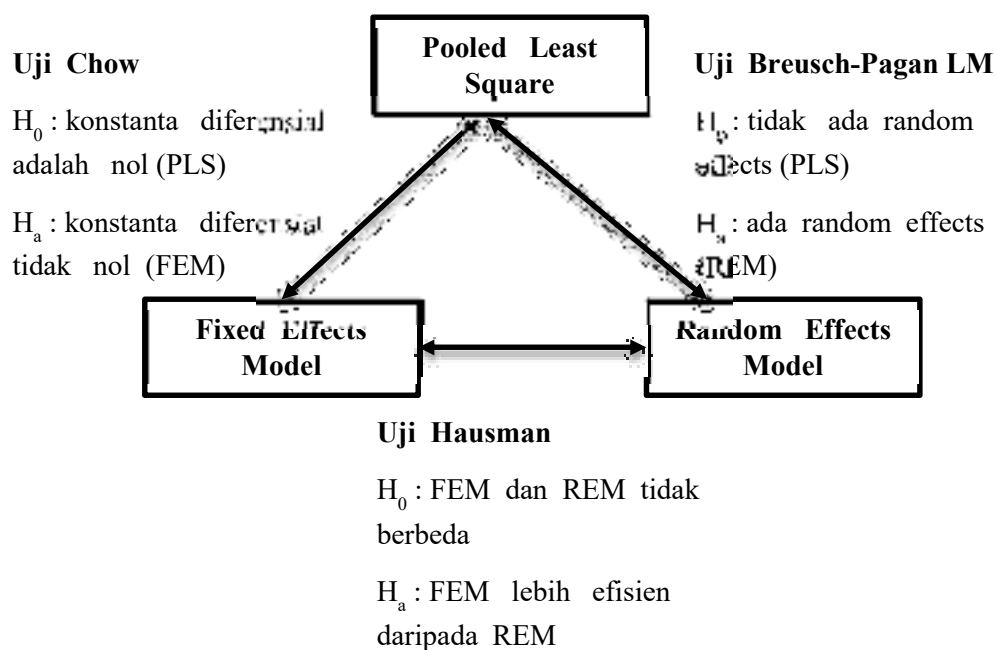 Pooled Least
Square
Uji Chow
H₀ : konstanta diferensial
adalah nol (PLS)
Hₐ : konstanta diferensial
tidak nol (FEM)
Uji Breusch-Pagan LM
H₀ : tidak ada random
effects (PLS)
Hₐ : ada random effects
(REM)
Fixed Effects
Model
Random Effects
Model
Uji Hausman
H₀ : FEM dan REM tidak
berbeda
Hₐ : FEM lebih efisien
daripada REM